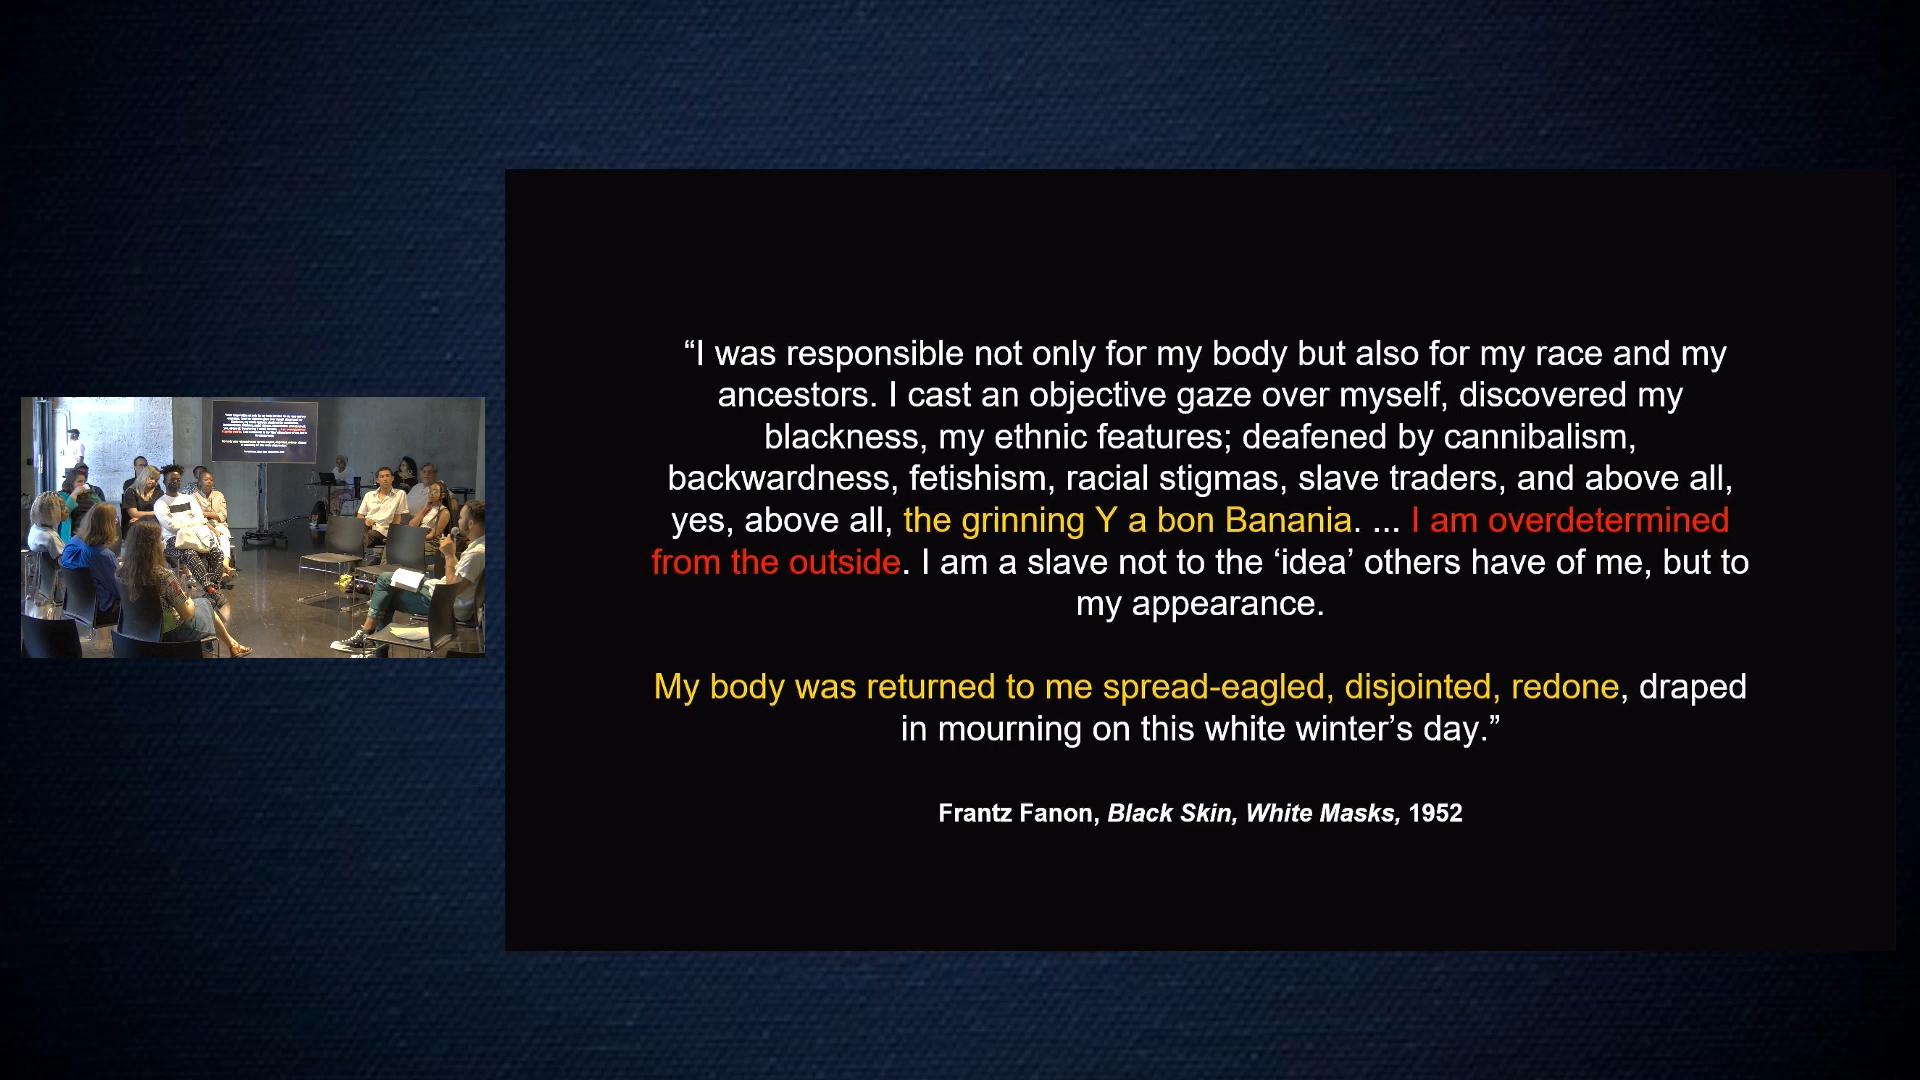 “I was responsible not only for my body but also for my race and my
ancestors. I cast an objective gaze over myself, discovered my
blackness, my ethnic features; deafened by cannibalism,
backwardness, fetishism, racial stigmas, slave traders, and above all,
yes, above all, the grinning Y a bon Banania. ... I am overdetermined
from the outside. I am a slave not to the ‘idea’ others have of me, but to
my appearance.
My body was returned to me spread-eagled, disjointed, redone, draped
in mourning on this white winter’s day.”
Frantz Fanon, Black Skin, White Masks, 1952